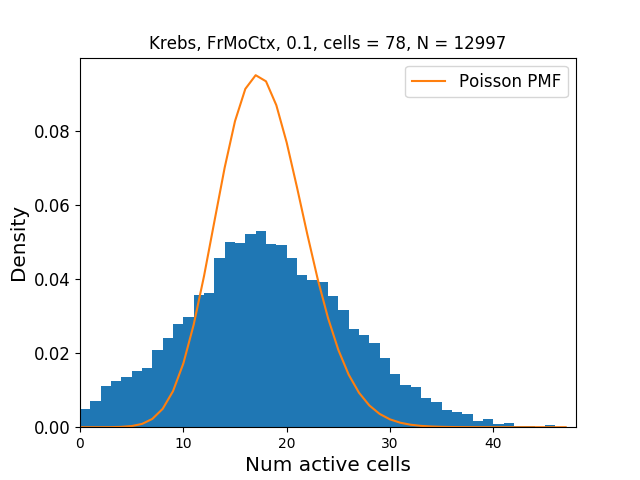 Krebs, FrMoCtx, 0.1, cells = 78, N = 12997
Poisson PMF
Density
0.08
0.06
0.04
0.02
0.00
0 10 20 30 40
Num active cells